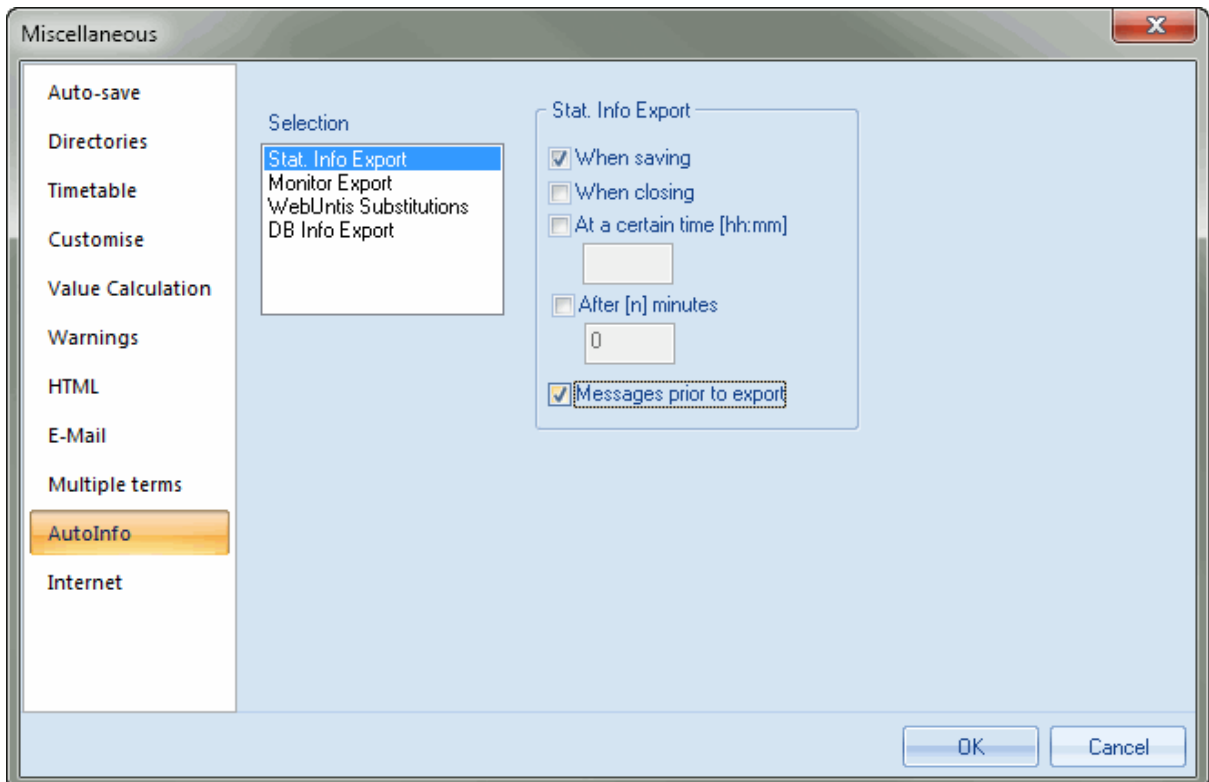 Miscellaneous
Auto-save
Directories
Timetable
Customise
Value Calculation
Warnings
HTML
E-Mail
Multiple terms
AutoInfo
Internet
Selection
Stat. Info Export
Monitor Export
WebUntis Substitutions
DB Info Export
Stat. Info Export
When saving
When closing
At a certain time [hh:mm]
After [n] minutes
0
Messages prior to export
OK
Cancel